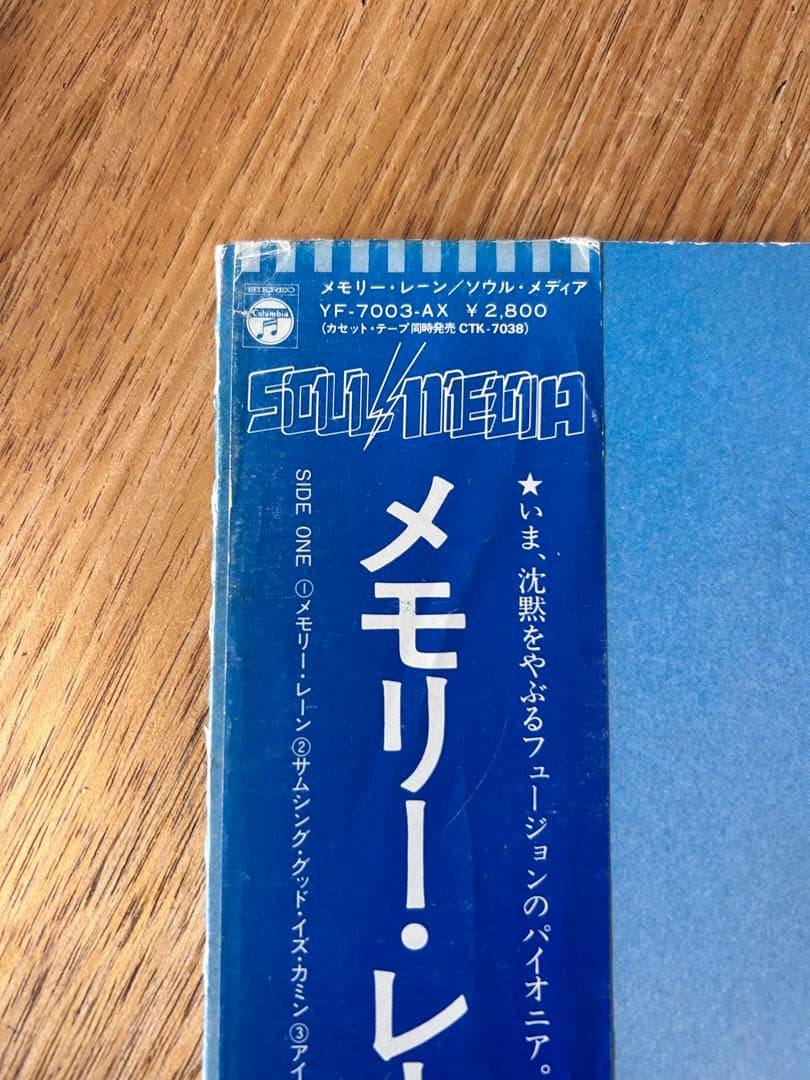 STEREO
Columbia
メモリー・レーン／ソウル・メディア
YF-7003-AX ￥2,800
(カセット・テープ同時発売 CTK-7038)
SOUL MEDIA
★いま、沈黙をやぶるフュージョンのパイオニア。
メモリー・レー
SIDE ONE ①メモリー・レーン②サムシング・グッド・イズ・カミン③アイ